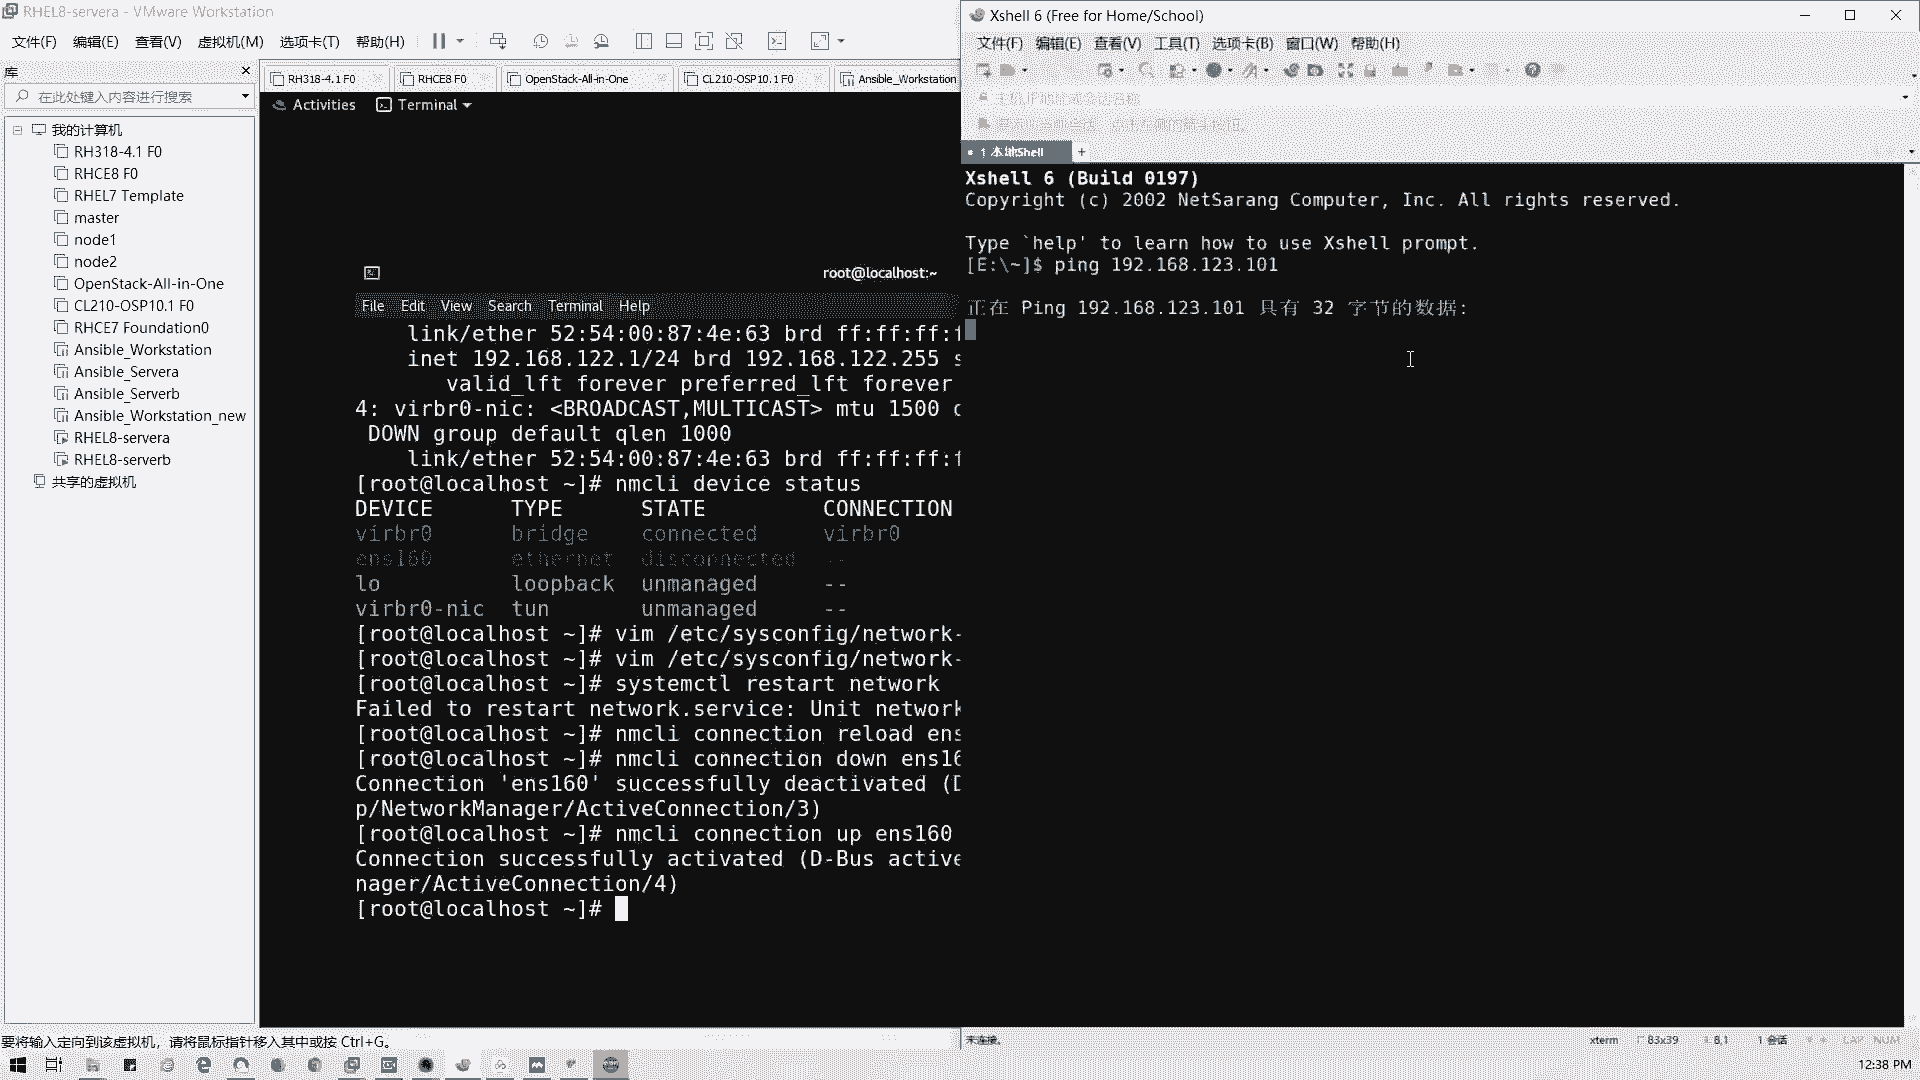 RHEL8-servera - VMware Workstation
文件(F) 编辑(E) 查看(V) 虚拟机(M) 选项卡(T) 帮助(H)
库
在此处键入内容进行搜索
我的计算机
RH318-4.1 F0
RHCE8 F0
RHEL7 Template
master
node1
node2
OpenStack-All-in-One
CL210-OSP10.1 F0
RHCE7 Foundation0
Ansible_Workstation
Ansible_Servera
Ansible_Serverb
Ansible_Workstation_new
RHEL8-servera
RHEL8-serverb
共享的虚拟机
RH318-4.1 F0 RHCE8 F0 OpenStack-All-in-One CL210-OSP10.1 F0 Ansible_Workstation
Activities Terminal
root@localhost:~
File Edit View Search Terminal Help
link/ether 52:54:00:87:4e:63 brd ff:ff:ff:f
inet 192.168.122.1/24 brd 192.168.122.255 s
valid_lft forever preferred_lft forever
4: virbr0-nic: <BROADCAST,MULTICAST> mtu 1500 q
DOWN group default qlen 1000
link/ether 52:54:00:87:4e:63 brd ff:ff:ff:f
[root@localhost ~]# nmcli device status
DEVICE TYPE STATE CONNECTION
virbr0 bridge connected virbr0
ens160 ethernet disconnected --
lo loopback unmanaged --
virbr0-nic tun unmanaged --
[root@localhost ~]# vim /etc/sysconfig/network-
[root@localhost ~]# vim /etc/sysconfig/network-
[root@localhost ~]# systemctl restart network
Failed to restart network.service: Unit network
[root@localhost ~]# nmcli connection reload ens
[root@localhost ~]# nmcli connection down ens16
Connection 'ens160' successfully deactivated (D
p/NetworkManager/ActiveConnection/3)
[root@localhost ~]# nmcli connection up ens160
Connection successfully activated (D-Bus active
nager/ActiveConnection/4)
[root@localhost ~]#
要将输入定向到该虚拟机，请将鼠标指针移入其中或按 Ctrl+G。
Xshell 6 (Free for Home/School)
文件(F) 编辑(E) 查看(V) 工具(T) 选项卡(B) 窗口(W) 帮助(H)
主机,IP地址或会话名称
1 本地Shell +
Xshell 6 (Build 0197)
Copyright (c) 2002 NetSarang Computer, Inc. All rights reserved.
Type `help' to learn how to use Xshell prompt.
[E:\~]$ ping 192.168.123.101
正在 Ping 192.168.123.101 具有 32 字节的数据:
未连接。 xterm 83x39 8,1 1 会话 CAP NUM
12:38 PM